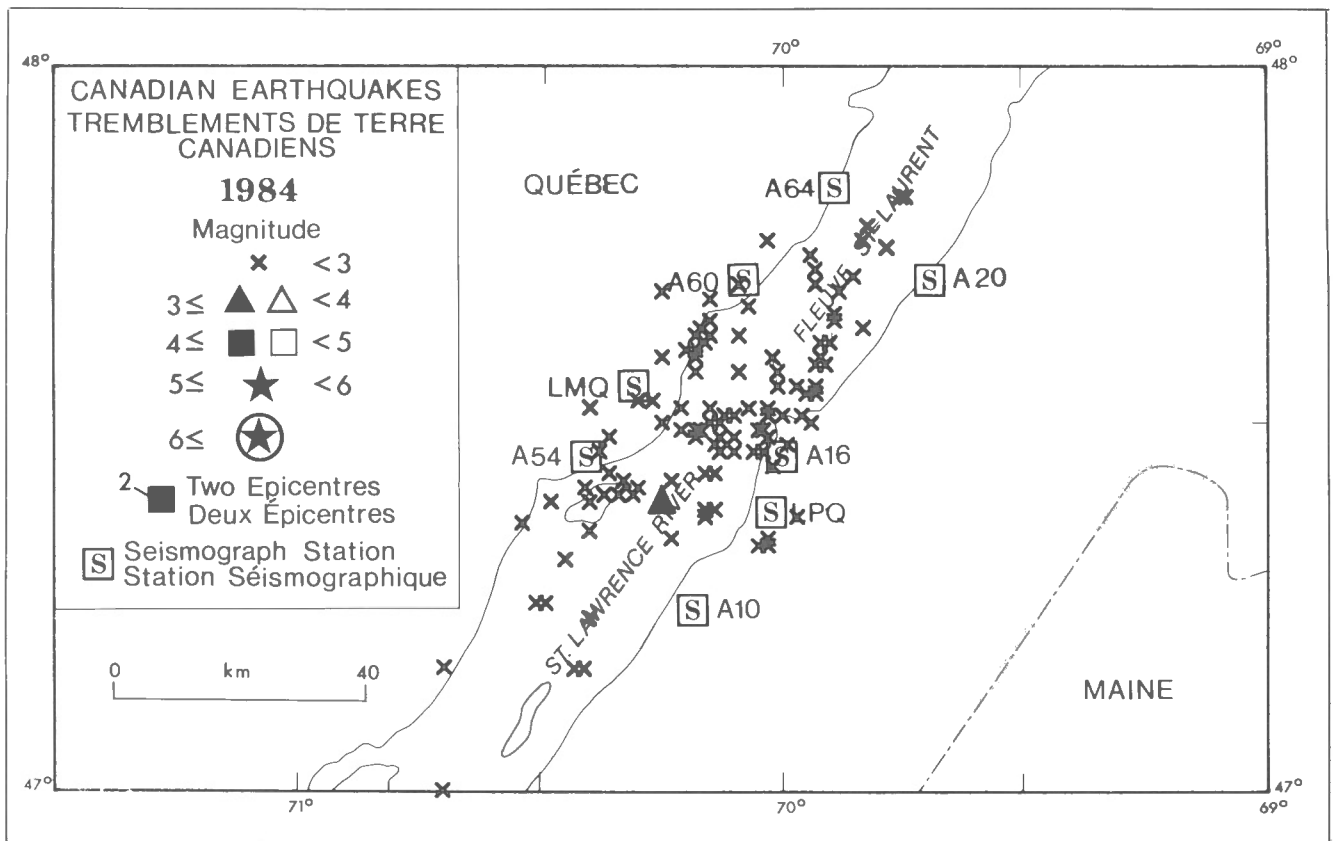 70°
69°
48°
48°
CANADIAN EARTHQUAKES
TREMBLEMENTS DE TERRE
CANADIENS
1984
Magnitude
<3
3≤ <4
4≤ <5
5≤ <6
6≤
2 Two Epicentres
Deux Épicentres
S Seismograph Station
Station Séismographique
0 km 40
QUÉBEC
A64 S
FLEUVE ST-LAURENT
A60 S
S A20
LMQ S
A54 S
S A16
S LPQ
ST. LAWRENCE RIVER
S A10
MAINE
47°
47°
71°
70°
69°